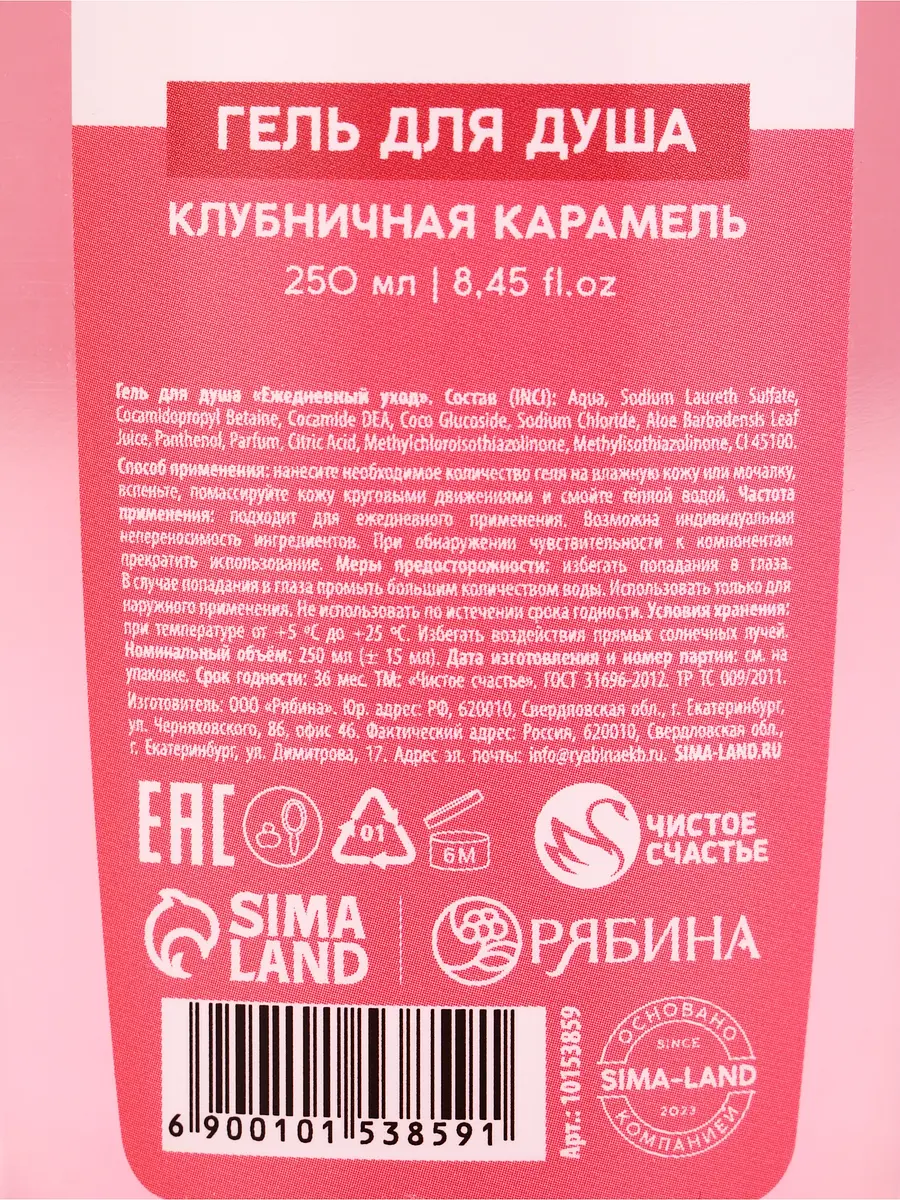 ГЕЛЬ ДЛЯ ДУША
КЛУБНИЧНАЯ КАРАМЕЛЬ
250 мл | 8,45 fl.oz
Гель для душа «Ежедневный уход». Состав (INCI): Aqua, Sodium Laureth Sulfate,
Cocamidopropyl Betaine, Cocamide DEA, Coco Glucoside, Sodium Chloride, Aloe Barbadensis Leaf
Juice, Panthenol, Parfum, Citric Acid, Methylchloroisothiazolinone, Methylisothiazolinone, CI 45100.
Способ применения: нанесите необходимое количество геля на влажную кожу или мочалку,
вспеньте, помассируйте кожу круговыми движениями и смойте тёплой водой. Частота
применения: подходит для ежедневного применения. Возможна индивидуальная
непереносимость ингредиентов. При обнаружении чувствительности к компонентам
прекратить использование. Меры предосторожности: избегать попадания в глаза.
В случае попадания в глаза промыть большим количеством воды. Использовать только для
наружного применения. Не использовать по истечении срока годности. Условия хранения:
при температуре от +5 °C до +25 °C. Избегать воздействия прямых солнечных лучей.
Номинальный объём: 250 мл (± 15 мл). Дата изготовления и номер партии: см. на
упаковке. Срок годности: 36 мес. ТМ: «Чистое счастье». ГОСТ 31696-2012. ТР ТС 009/2011.
Изготовитель: ООО «Рябина». Юр. адрес: РФ, 620010, Свердловская обл., г. Екатеринбург,
ул. Черняховского, 86, офис 46. Фактический адрес: Россия, 620010, Свердловская обл.,
г. Екатеринбург, ул. Димитрова, 17. Адрес эл. почты: info@ryabinaekb.ru. SIMA-LAND.RU
EAC
01
6M
ЧИСТОЕ
СЧАСТЬЕ
SIMA
LAND
РЯБИНА
6 900101 538591
Арт.: 10153859
ОСНОВАНО
SINCE
SIMA-LAND
2023
КОМПАНИЕЙ